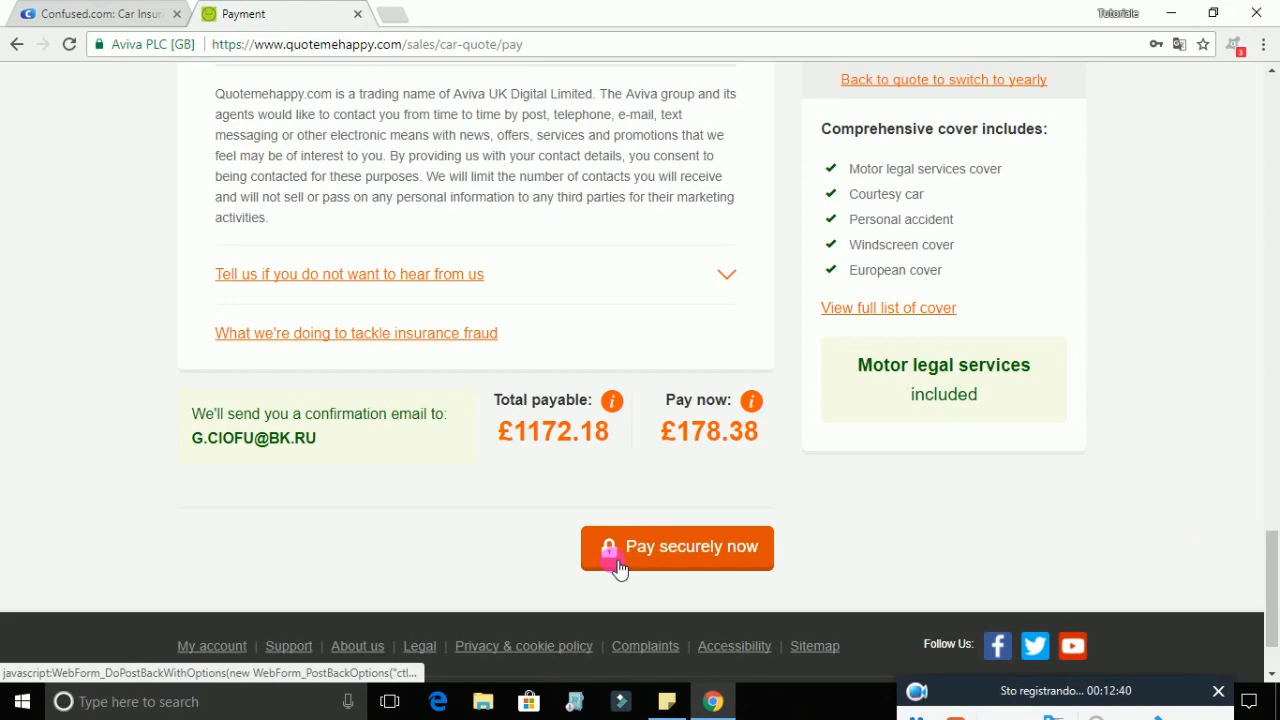 Confused.com: Car Insur
Payment
Tutoriale
Aviva PLC [GB]
https://www.quotemehappy.com/sales/car-quote/pay
3
Quotemehappy.com is a trading name of Aviva UK Digital Limited. The Aviva group and its
agents would like to contact you from time to time by post, telephone, e-mail, text
messaging or other electronic means with news, offers, services and promotions that we
feel may be of interest to you. By providing us with your contact details, you consent to
being contacted for these purposes. We will limit the number of contacts you will receive
and will not sell or pass on any personal information to any third parties for their marketing
activities.
Tell us if you do not want to hear from us
What we're doing to tackle insurance fraud
Back to quote to switch to yearly
Comprehensive cover includes:
Motor legal services cover
Courtesy car
Personal accident
Windscreen cover
European cover
View full list of cover
Motor legal services
included
We'll send you a confirmation email to:
G.CIOFU@BK.RU
Total payable: i
£1172.18
Pay now: i
£178.38
Pay securely now
My account | Support | About us | Legal | Privacy & cookie policy | Complaints | Accessibility | Sitemap
Follow Us:
javascript:WebForm_DoPostBackWithOptions(new WebForm_PostBackOptions("ctl...
Type here to search
Sto registrando... 00:12:40